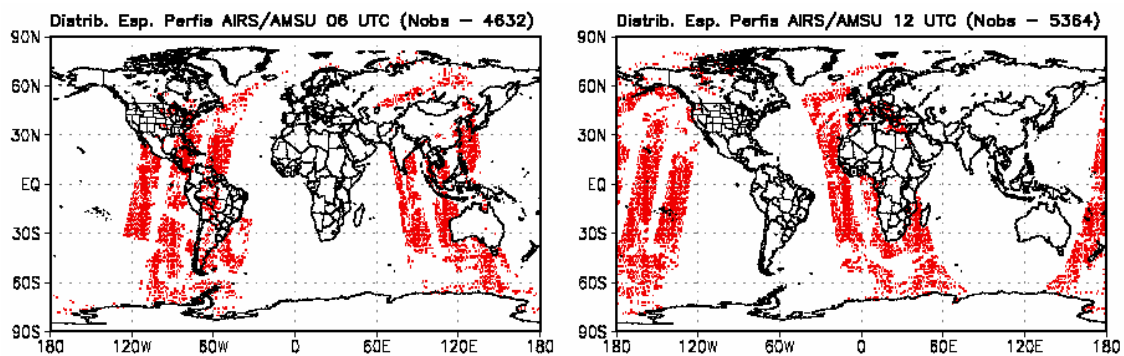 Distrib. Esp. Perfis AIRS/AMSU 06 UTC (Nobs - 4632)
90N
60N
30N
EQ
30S
60S
90S
180 120W 60W 0 60E 120E 180
Distrib. Esp. Perfis AIRS/AMSU 12 UTC (Nobs - 5364)
90N
60N
30N
EQ
30S
60S
90S
180 120W 60W 0 60E 120E 180